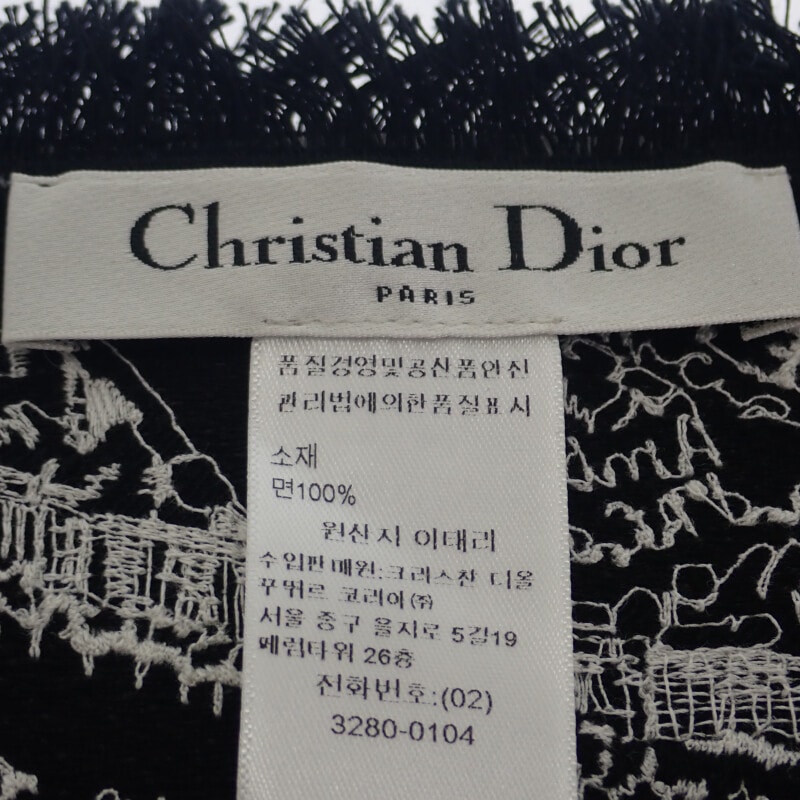 Christian Dior
PARIS
품질경영및공산품안신
관리법에의한품질표시
소재
면100%
원산지 이태리
수입판매원:크리스챤 디올
꾸뛰르 코리아㈜
서울 중구 을지로 5길19
페럼타워 26층
전화번호:(02)
3280-0104